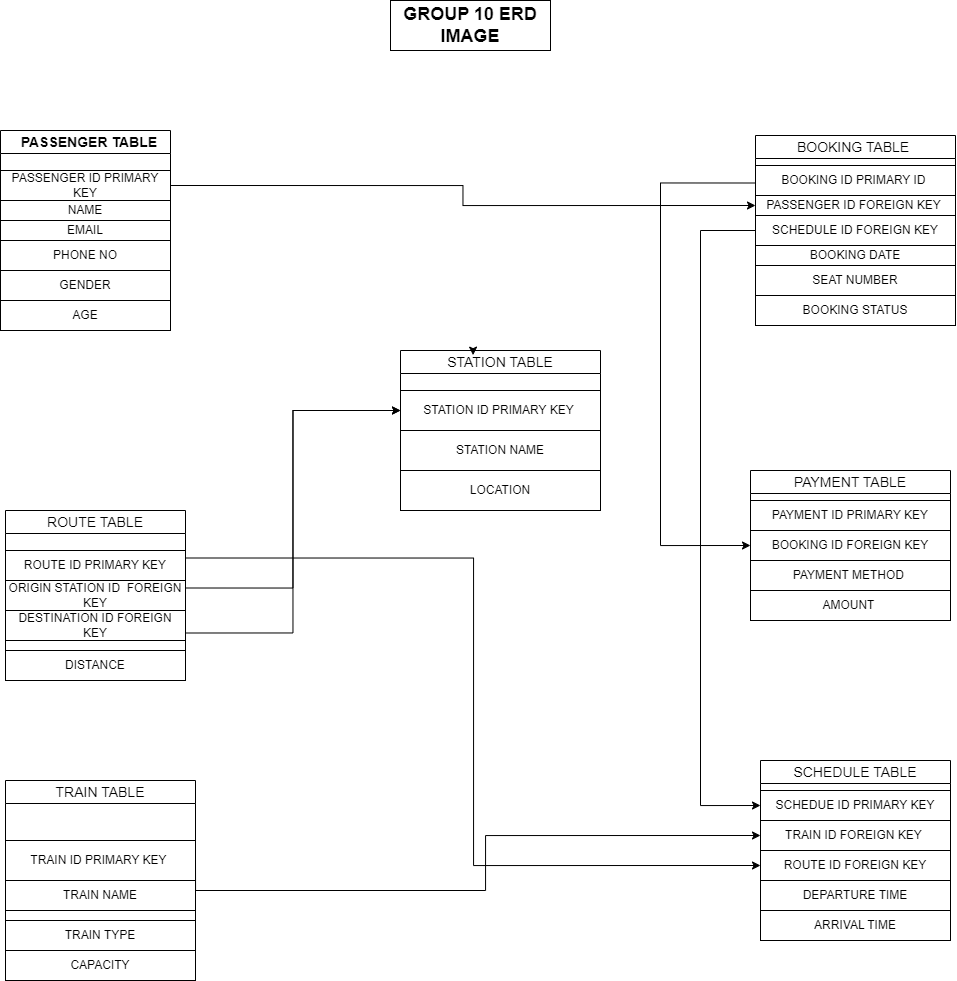 GROUP 10 ERD
IMAGE
PASSENGER TABLE
PASSENGER ID PRIMARY
KEY
NAME
EMAIL
PHONE NO
GENDER
AGE
BOOKING TABLE
BOOKING ID PRIMARY ID
PASSENGER ID FOREIGN KEY
SCHEDULE ID FOREIGN KEY
BOOKING DATE
SEAT NUMBER
BOOKING STATUS
STATION TABLE
STATION ID PRIMARY KEY
STATION NAME
LOCATION
PAYMENT TABLE
PAYMENT ID PRIMARY KEY
BOOKING ID FOREIGN KEY
PAYMENT METHOD
AMOUNT
ROUTE TABLE
ROUTE ID PRIMARY KEY
ORIGIN STATION ID  FOREIGN
KEY
DESTINATION ID FOREIGN
KEY
DISTANCE
TRAIN TABLE
TRAIN ID PRIMARY KEY
TRAIN NAME
TRAIN TYPE
CAPACITY
SCHEDULE TABLE
SCHEDUE ID PRIMARY KEY
TRAIN ID FOREIGN KEY
ROUTE ID FOREIGN KEY
DEPARTURE TIME
ARRIVAL TIME